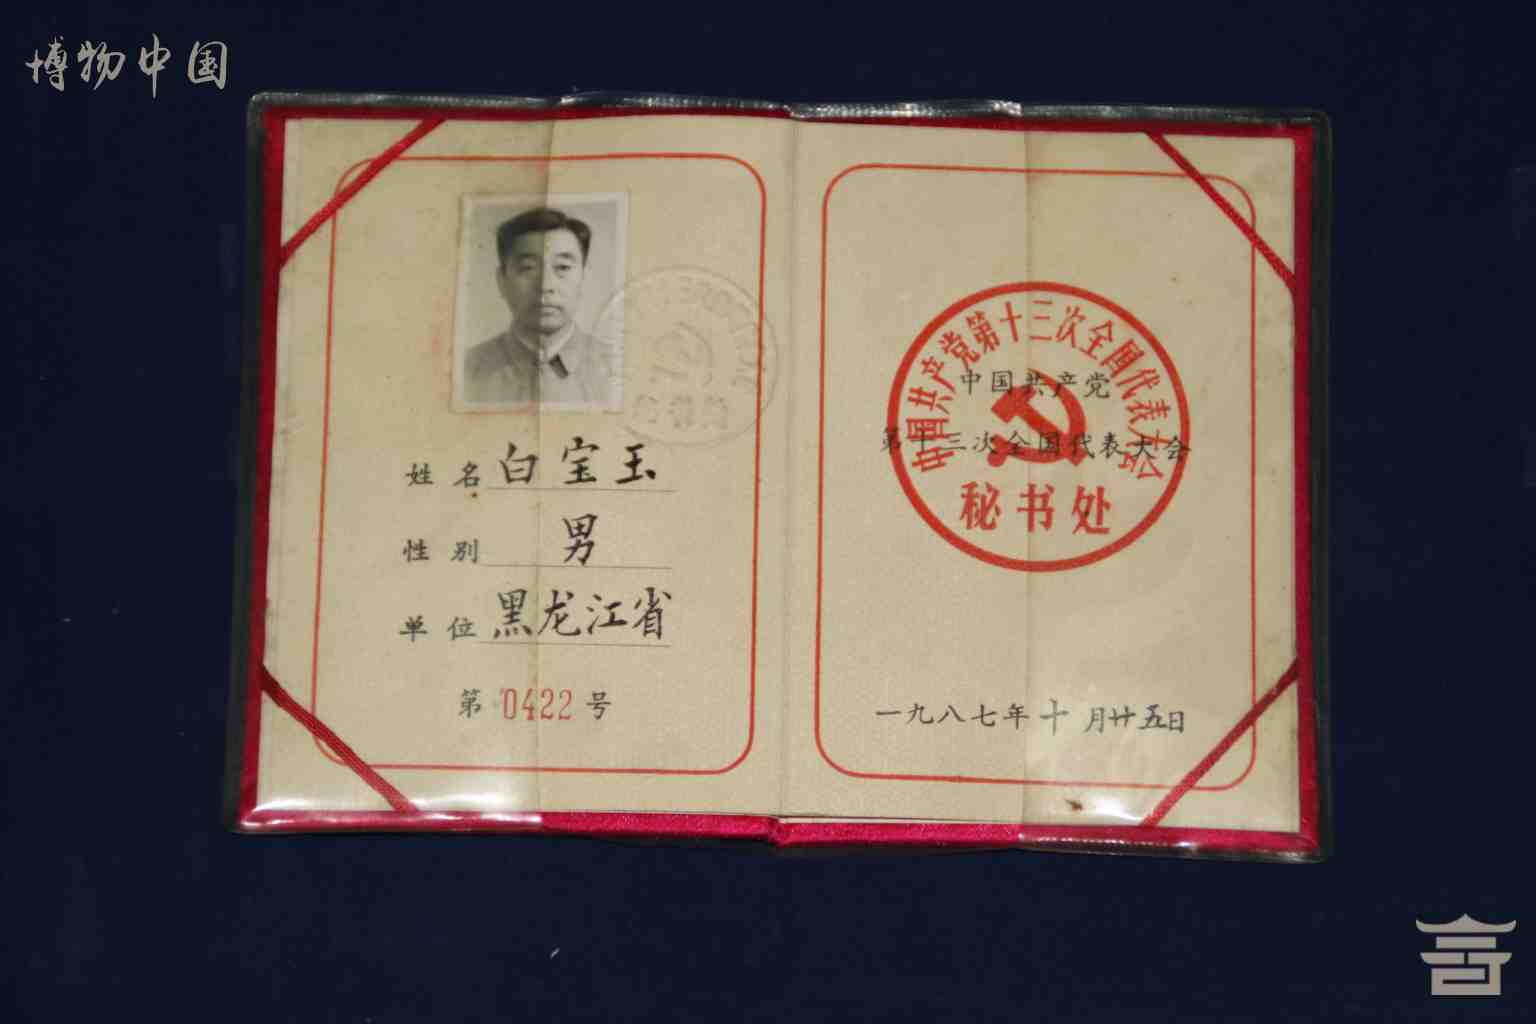 博物中国
姓名 白宝玉
性别 男
单位 黑龙江省
第 0422 号
中国共产党第十三次全国代表大会
秘书处
中国共产党
第十三次全国代表大会
一九八七年十月廿五日